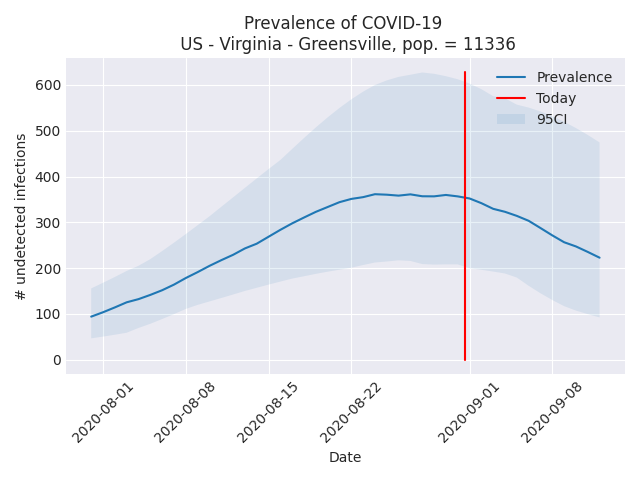 Prevalence of COVID-19
US - Virginia - Greensville, pop. = 11336
Prevalence
Today
95CI
# undetected infections
600
500
400
300
200
100
0
2020-08-01
2020-08-08
2020-08-15
2020-08-22
2020-09-01
2020-09-08
Date